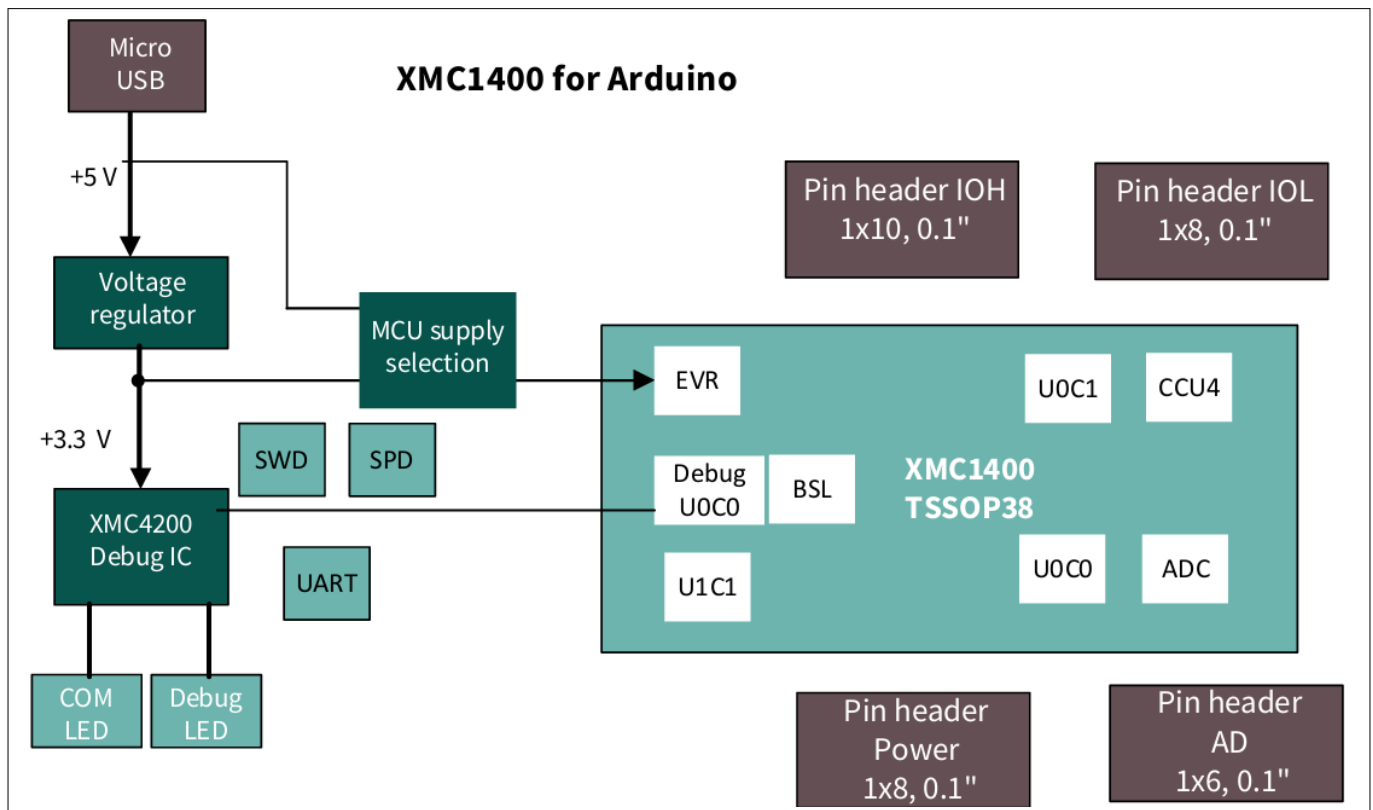 Micro
USB
XMC1400 for Arduino
+5 V
Pin header IOH
1x10, 0.1"
Pin header IOL
1x8, 0.1"
Voltage
regulator
MCU supply
selection
EVR
U0C1
CCU4
+3.3 V
SWD
SPD
Debug
U0C0
BSL
XMC1400
TSSOP38
XMC4200
Debug IC
UART
U1C1
U0C0
ADC
COM
LED
Debug
LED
Pin header
Power
1x8, 0.1"
Pin header
AD
1x6, 0.1"